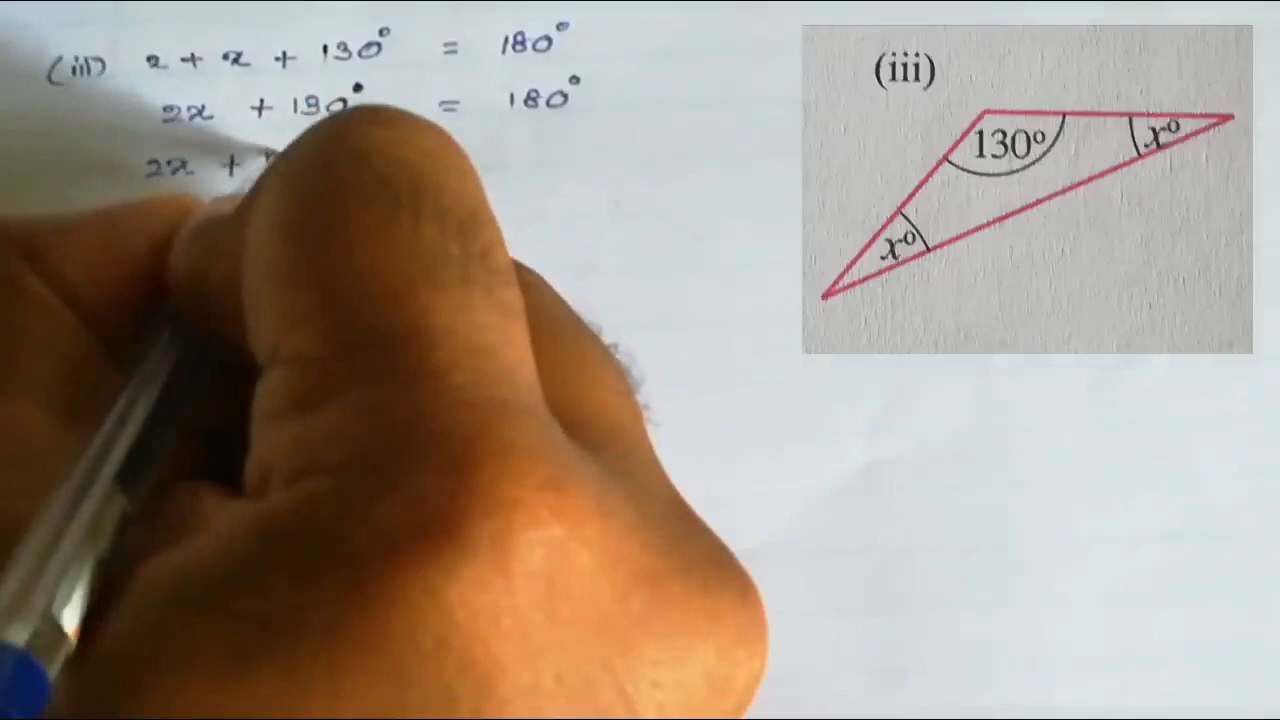 (iii) x + x + 130° = 180°
2x + 130° = 180°
2x +
(iii)
130°
x°
x°